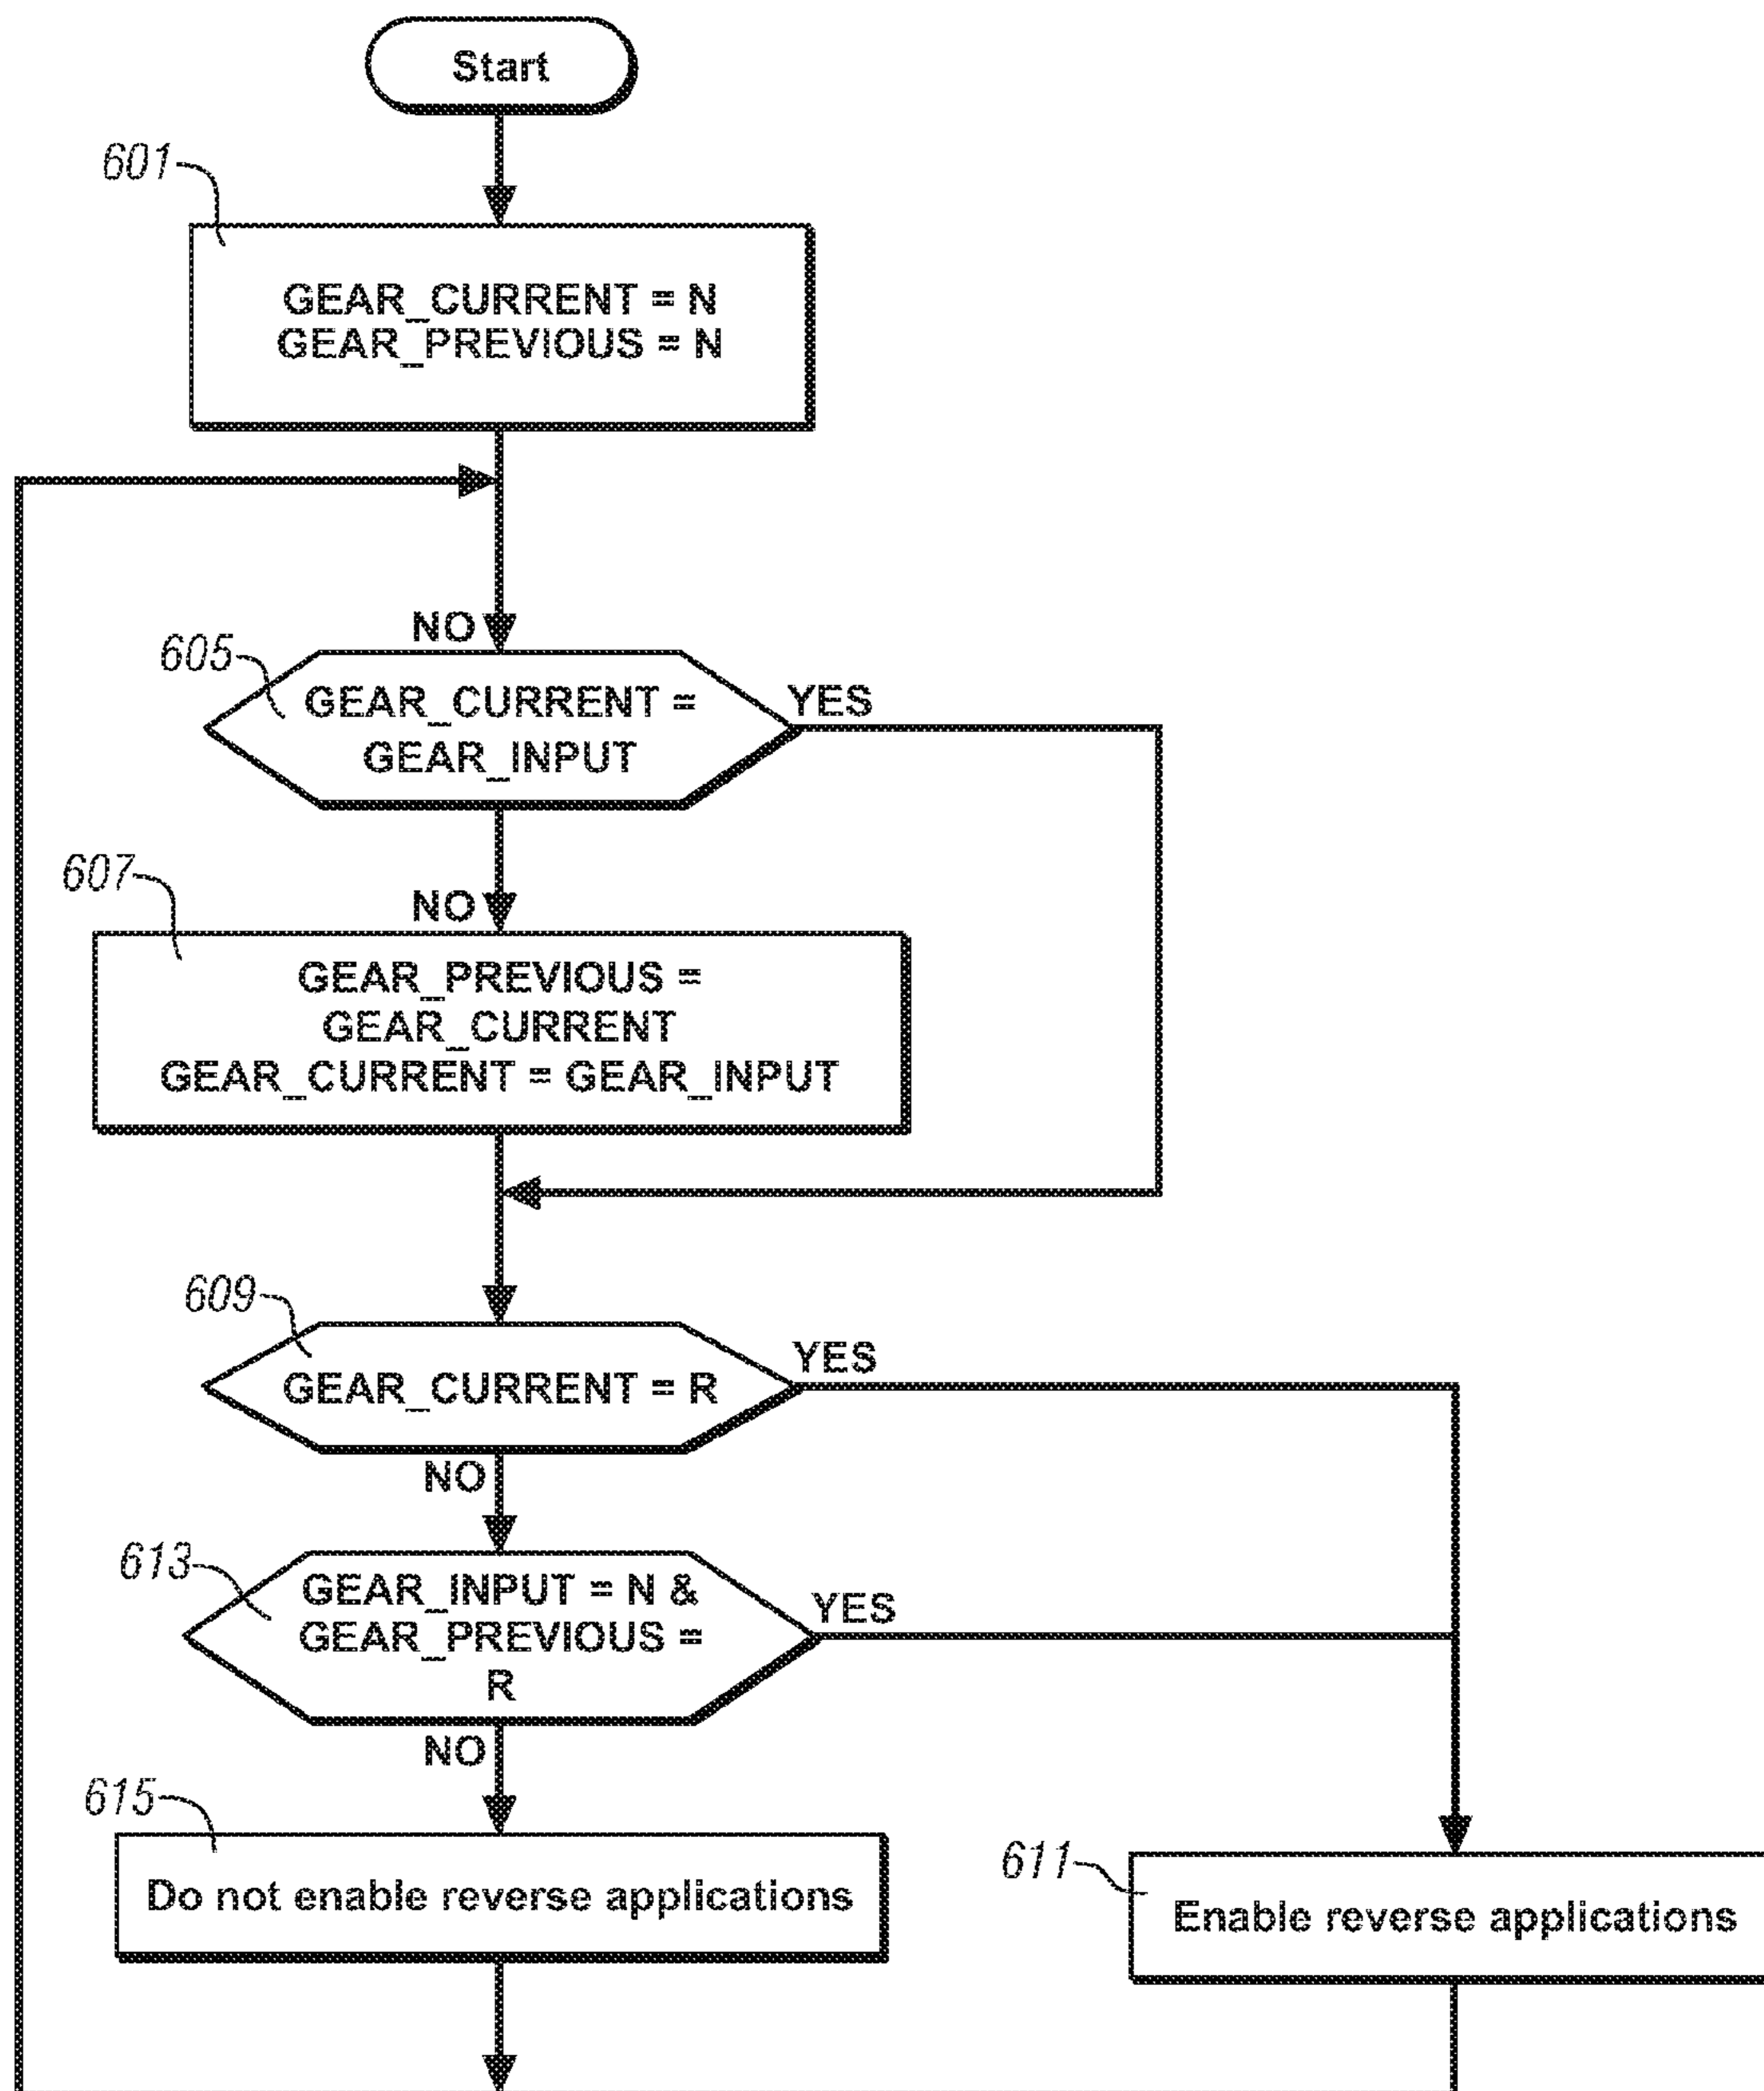 Start
601
GEAR_CURRENT = N
GEAR_PREVIOUS = N
NO
605
GEAR_CURRENT =
GEAR_INPUT
YES
607
NO
GEAR_PREVIOUS =
GEAR_CURRENT
GEAR_CURRENT = GEAR_INPUT
609
GEAR_CURRENT = R
YES
NO
613
GEAR_INPUT = N &
GEAR_PREVIOUS =
R
YES
NO
615
Do not enable reverse applications
611
Enable reverse applications